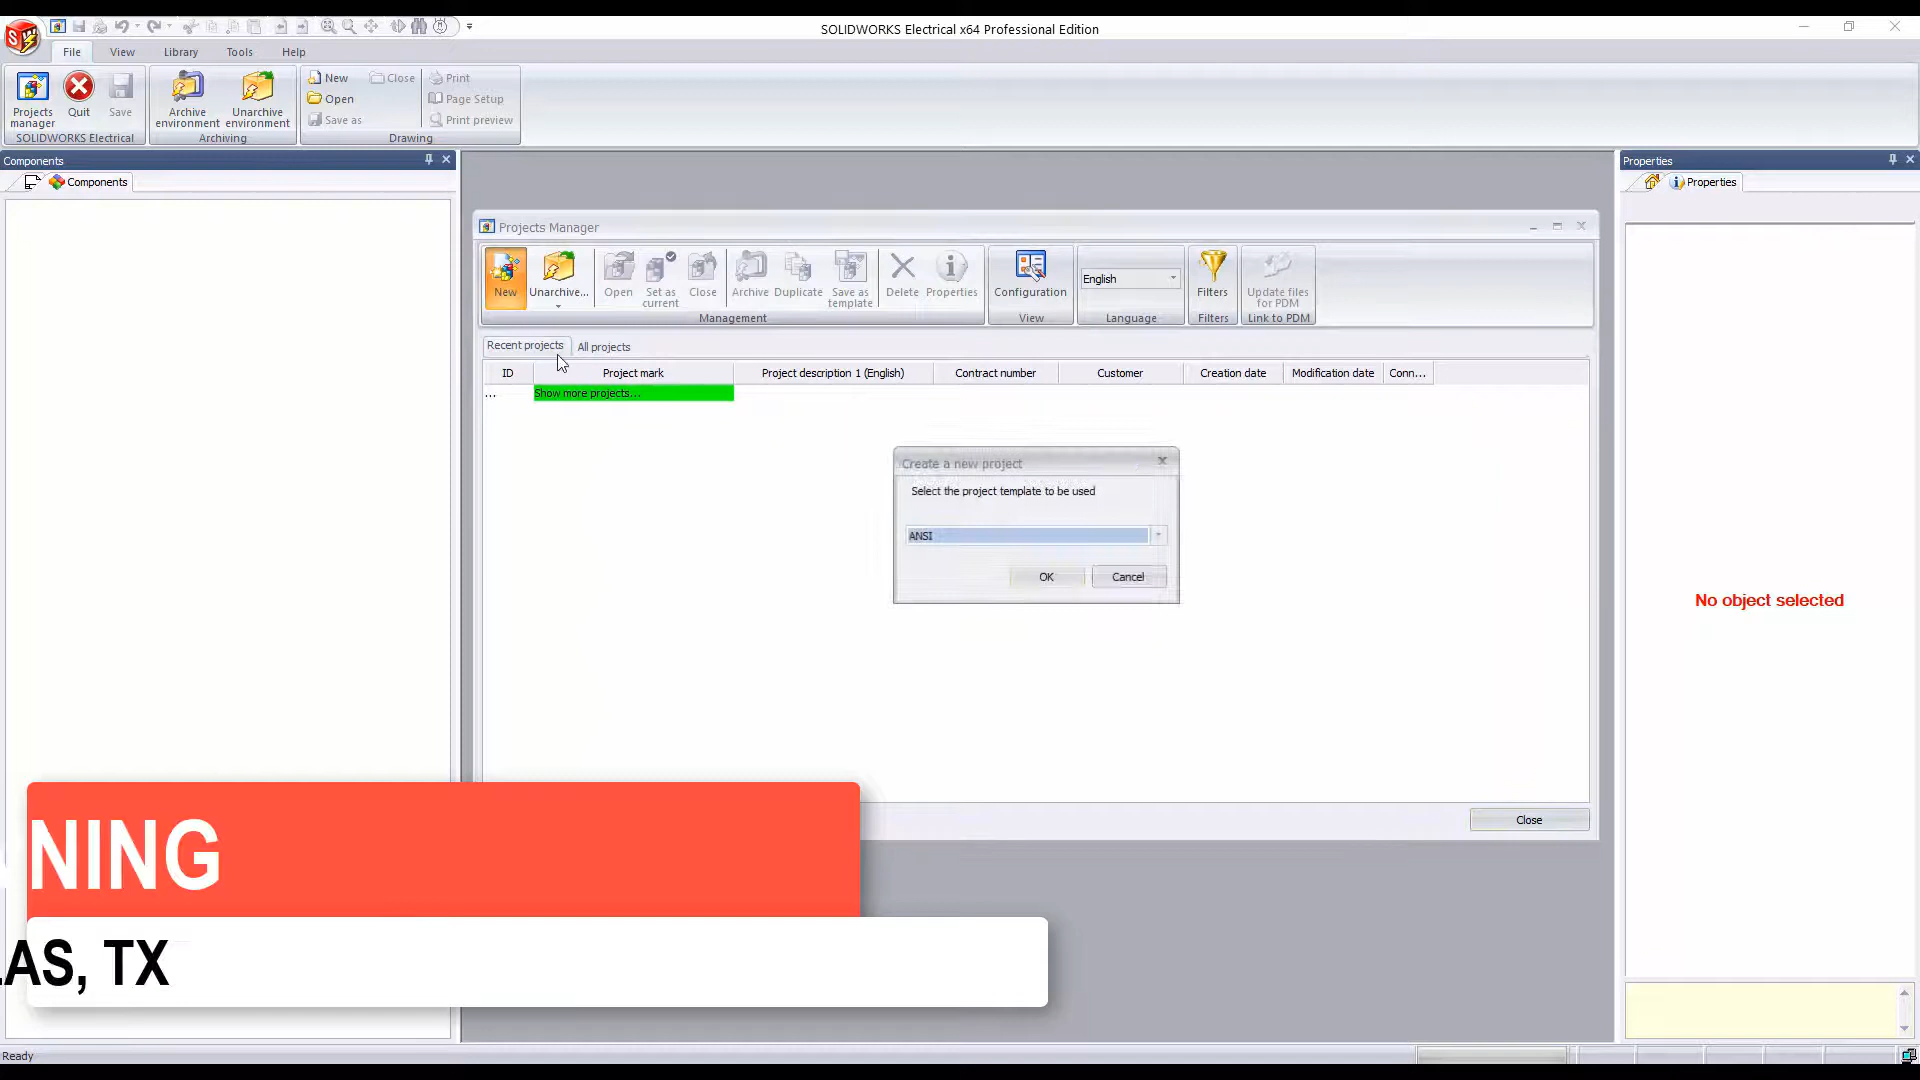 SOLIDWORKS Electrical x64 Professional Edition
File View Library Tools Help
Projects manager
Quit
Save
SOLIDWORKS Electrical
Archive environment
Unarchive environment
Archiving
New
Close
Open
Save as
Print
Page Setup
Print preview
Drawing
Components
Components
Projects Manager
New
Unarchive...
Open
Set as current
Close
Archive
Duplicate
Save as template
Delete
Properties
Management
Configuration
View
English
Language
Filters
Filters
Update files for PDM
Link to PDM
Recent projects All projects
ID Project mark Project description 1 (English) Contract number Customer Creation date Modification date Conn...
... Show more projects...
Create a new project
Select the project template to be used
ANSI
OK Cancel
Close
Properties
Properties
No object selected
NING
LAS, TX
Ready